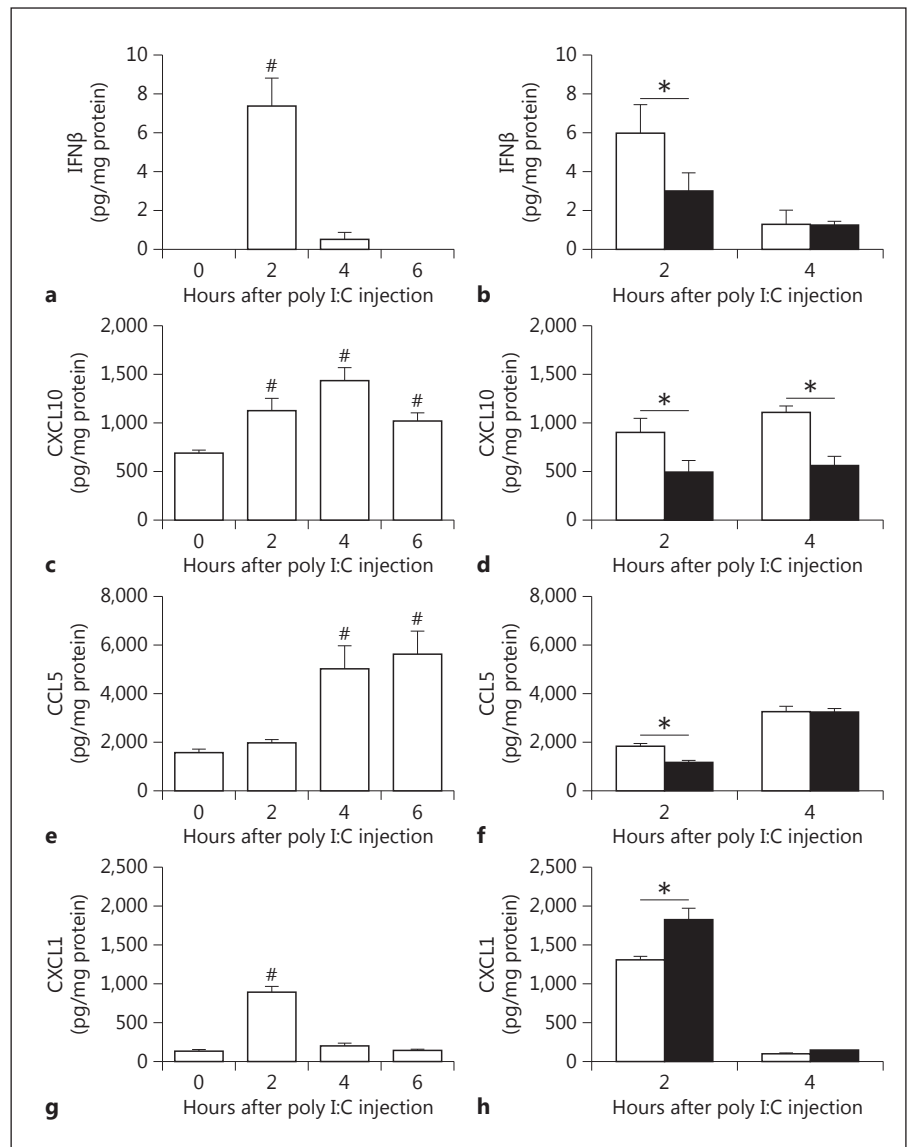 10
8
6
4
2
0
IFNβ
(pg/mg protein)
#
0 2 4 6
a Hours after poly I:C injection
10
8
6
4
2
0
IFNβ
(pg/mg protein)
*
2 4
b Hours after poly I:C injection
2,000
1,500
1,000
500
0
CXCL10
(pg/mg protein)
# # #
0 2 4 6
c Hours after poly I:C injection
2,000
1,500
1,000
500
0
CXCL10
(pg/mg protein)
* *
2 4
d Hours after poly I:C injection
8,000
6,000
4,000
2,000
0
CCL5
(pg/mg protein)
# #
0 2 4 6
e Hours after poly I:C injection
8,000
6,000
4,000
2,000
0
CCL5
(pg/mg protein)
*
2 4
f Hours after poly I:C injection
2,500
2,000
1,500
1,000
500
0
CXCL1
(pg/mg protein)
#
0 2 4 6
g Hours after poly I:C injection
2,500
2,000
1,500
1,000
500
0
CXCL1
(pg/mg protein)
*
2 4
h Hours after poly I:C injection